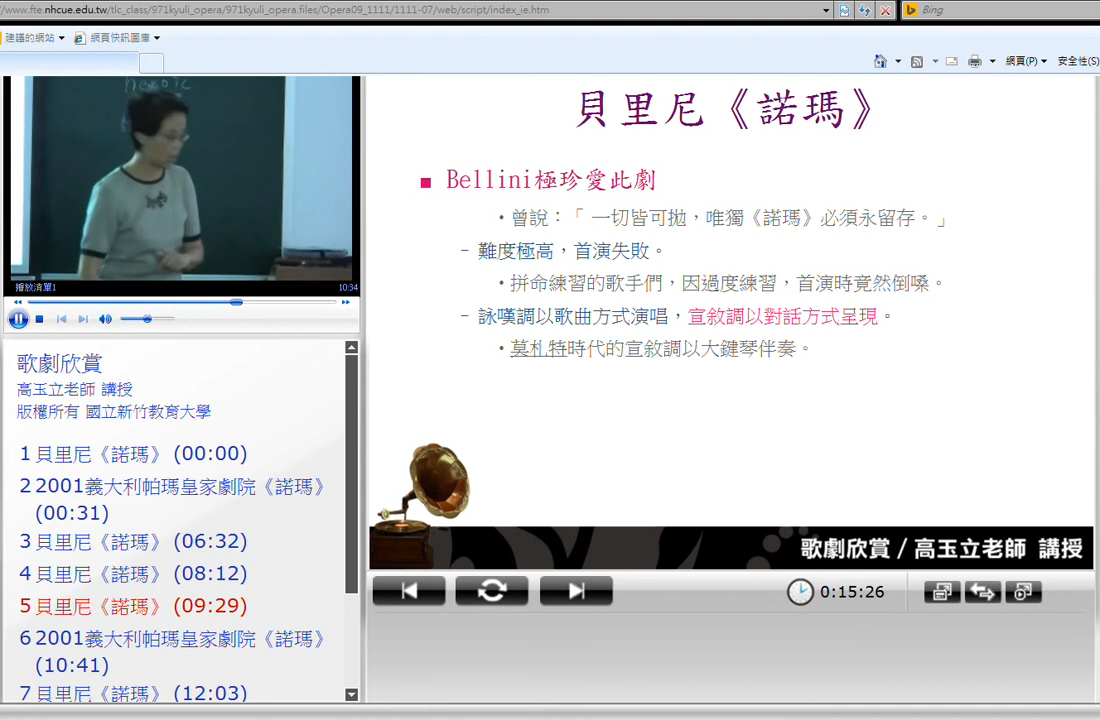 /www.fte.nhcue.edu.tw/tlc_class/971kyuli_opera/971kyuli_opera.files/Opera09_1111/1111-07/web/script/index_ie.htm
Bing
建議的網站
網頁快訊圖庫
網頁(P)
安全性(S)
heroic
播放清單1
10:34
歌劇欣賞
高玉立老師 講授
版權所有 國立新竹教育大學
1 貝里尼《諾瑪》 (00:00)
2 2001義大利帕瑪皇家劇院《諾瑪》
(00:31)
3 貝里尼《諾瑪》 (06:32)
4 貝里尼《諾瑪》 (08:12)
5 貝里尼《諾瑪》 (09:29)
6 2001義大利帕瑪皇家劇院《諾瑪》
(10:41)
7 貝里尼《諾瑪》 (12:03)
貝里尼《諾瑪》
■ Bellini極珍愛此劇
•曾說：「 一切皆可拋，唯獨《諾瑪》必須永留存。」
– 難度極高，首演失敗。
•拼命練習的歌手們，因過度練習，首演時竟然倒嗓。
– 詠嘆調以歌曲方式演唱，宣敘調以對話方式呈現。
•莫札特時代的宣敘調以大鍵琴伴奏。
歌劇欣賞 / 高玉立老師 講授
0:15:26